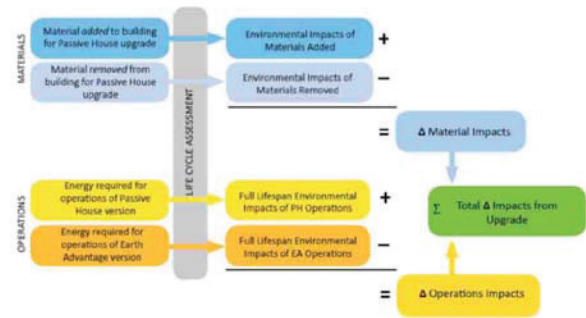 MATERIALS
Material added to building
for Passive House upgrade
Environmental Impacts of
Materials Added
+
Material removed from
building for Passive House
upgrade
Environmental Impacts of
Materials Removed
–
LIFE CYCLE ASSESSMENT
= Δ Material Impacts
OPERATIONS
Energy required for
operations of Passive
House version
Full Lifespan Environmental
Impacts of PH Operations
+
Σ Total Δ Impacts from
Upgrade
Energy required for
operations of Earth
Advantage version
Full Lifespan Environmental
Impacts of EA Operations
–
= Δ Operations Impacts